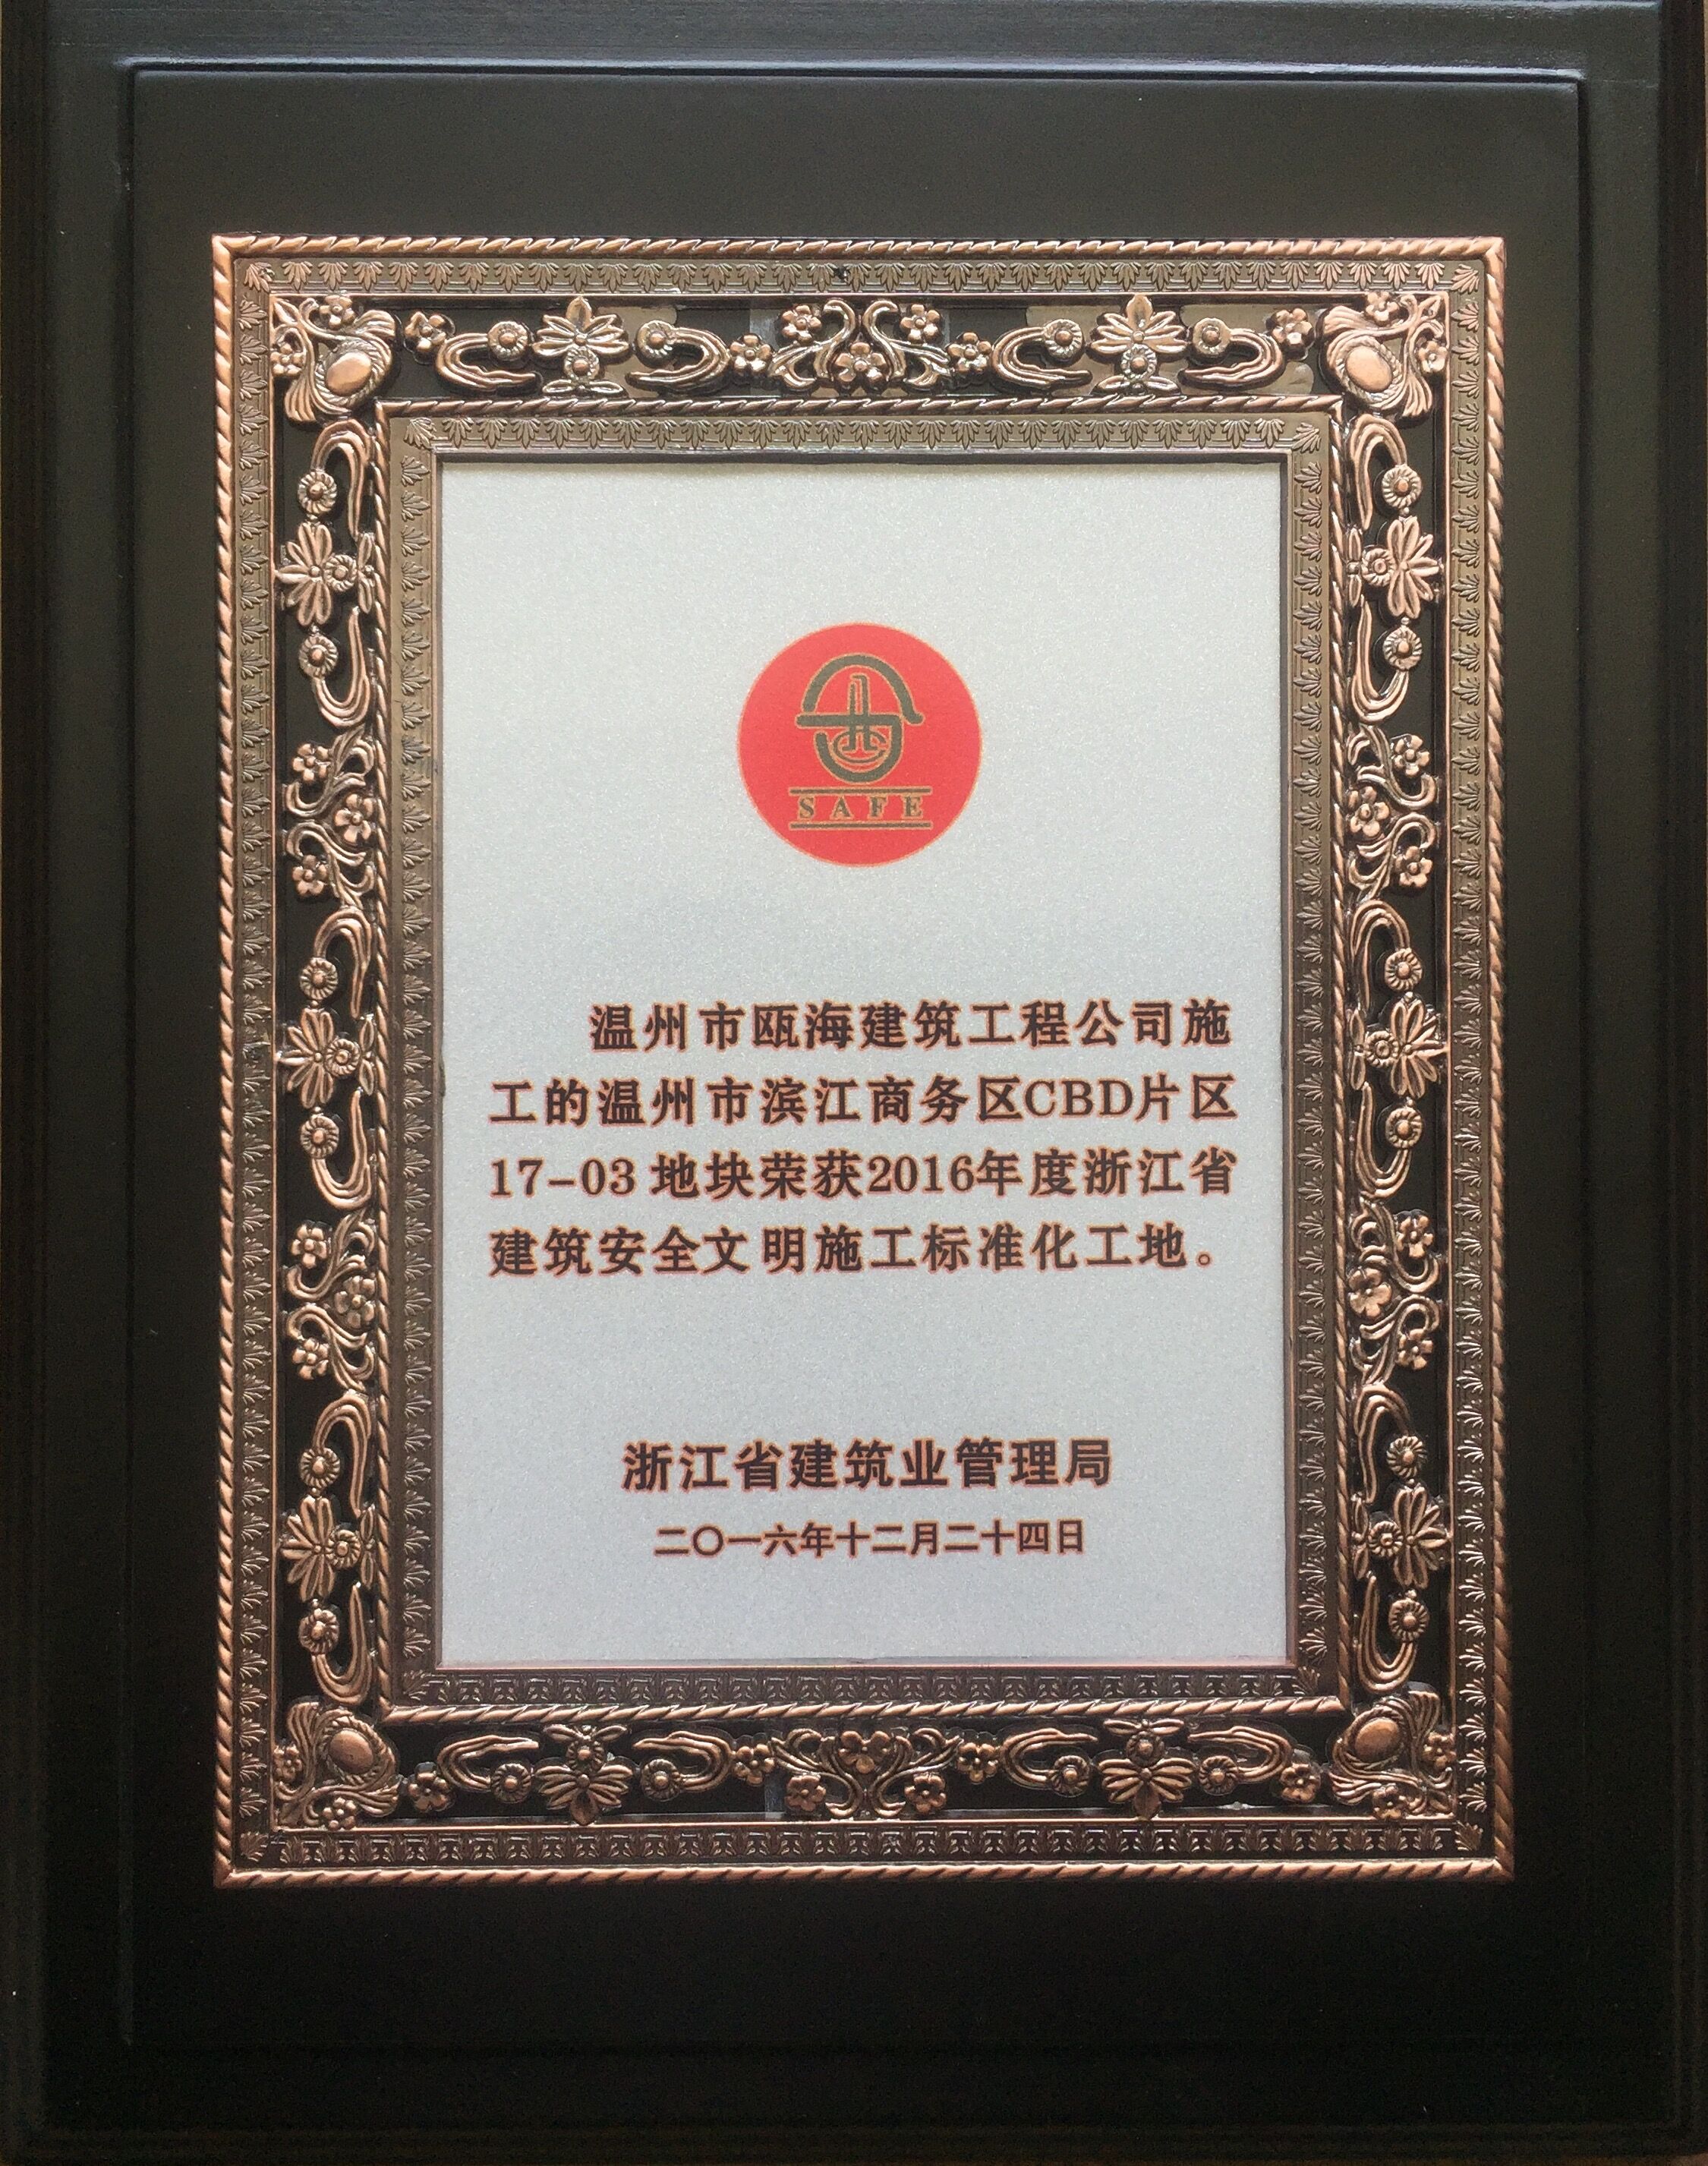 SAFE
温州市瓯海建筑工程公司施
工的温州市滨江商务区CBD片区
17-03 地块荣获2016年度浙江省
建筑安全文明施工标准化工地。
浙江省建筑业管理局
二〇一六年十二月二十四日